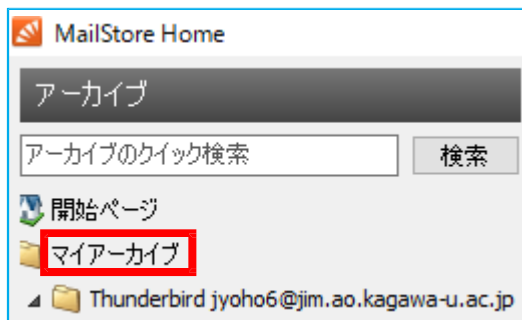 MailStore Home
アーカイブ
アーカイブのクイック検索 検索
開始ページ
マイアーカイブ
Thunderbird jyoho6@jim.ao.kagawa-u.ac.jp